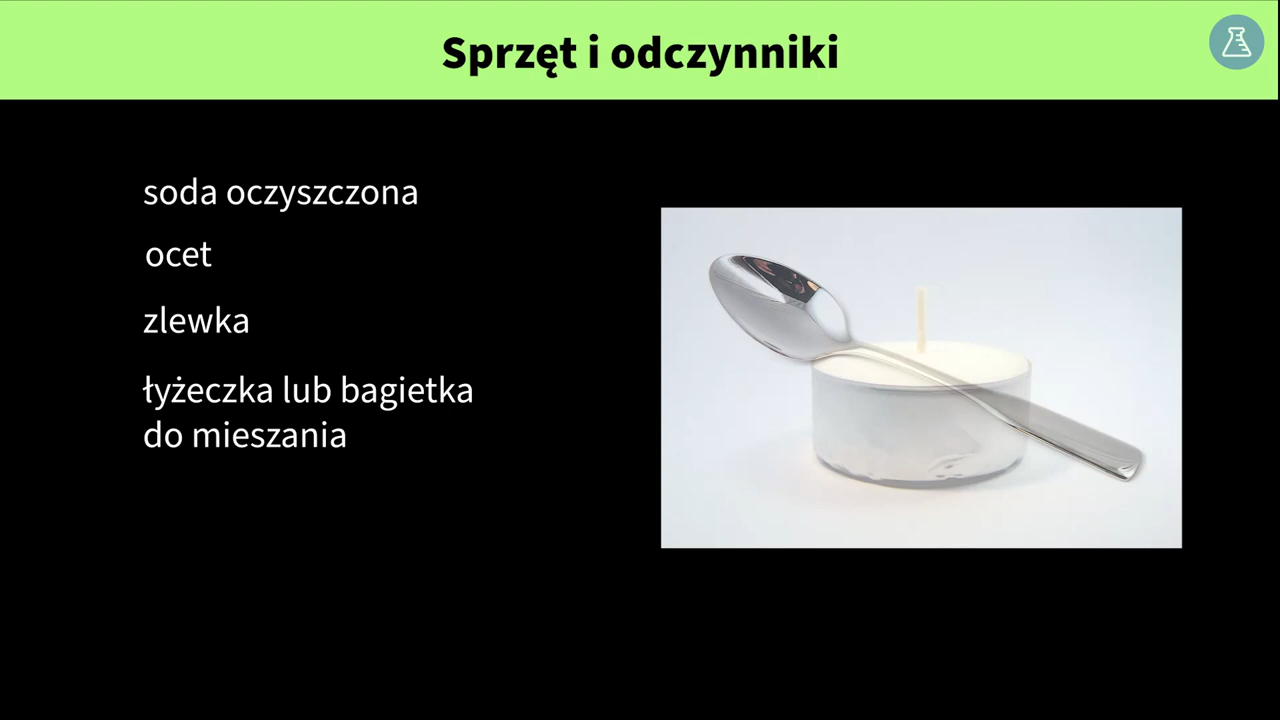 Sprzęt i odczynniki
soda oczyszczona
ocet
zlewka
łyżeczka lub bagietka
do mieszania